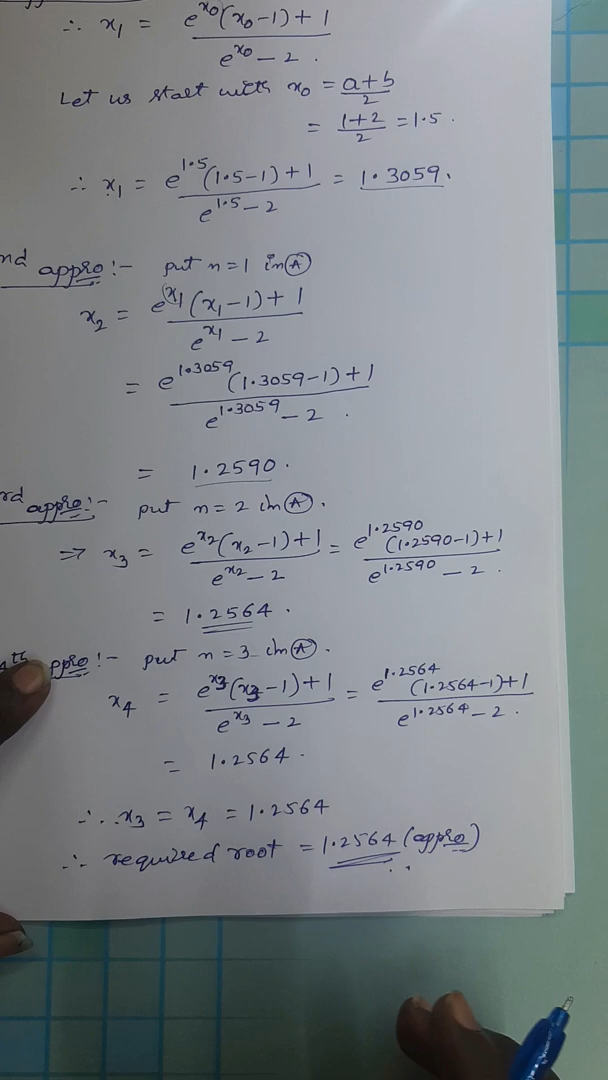 ∴ x₁ = e^x₀(x₀-1)+1 / e^x₀ - 2.
Let us start with x₀ = a+b / 2
= 1+2 / 2 = 1.5.
∴ x₁ = e^1.5(1.5-1)+1 / e^1.5 - 2 = 1.3059.
nd appro:- put n=1 in Ⓐ
x₂ = e^x₁(x₁-1)+1 / e^x₁ - 2
= e^1.3059(1.3059-1)+1 / e^1.3059 - 2.
= 1.2590.
rd appro:- put n=2 in Ⓐ.
⇒ x₃ = e^x₂(x₂-1)+1 / e^x₂ - 2 = e^1.2590(1.2590-1)+1 / e^1.2590 - 2.
= 1.2564.
4th ppro:- put n=3 in Ⓐ.
x₄ = e^x₃(x₃-1)+1 / e^x₃ - 2 = e^1.2564(1.2564-1)+1 / e^1.2564 - 2.
= 1.2564.
∴ x₃ = x₄ = 1.2564
∴ required root = 1.2564 (appro)